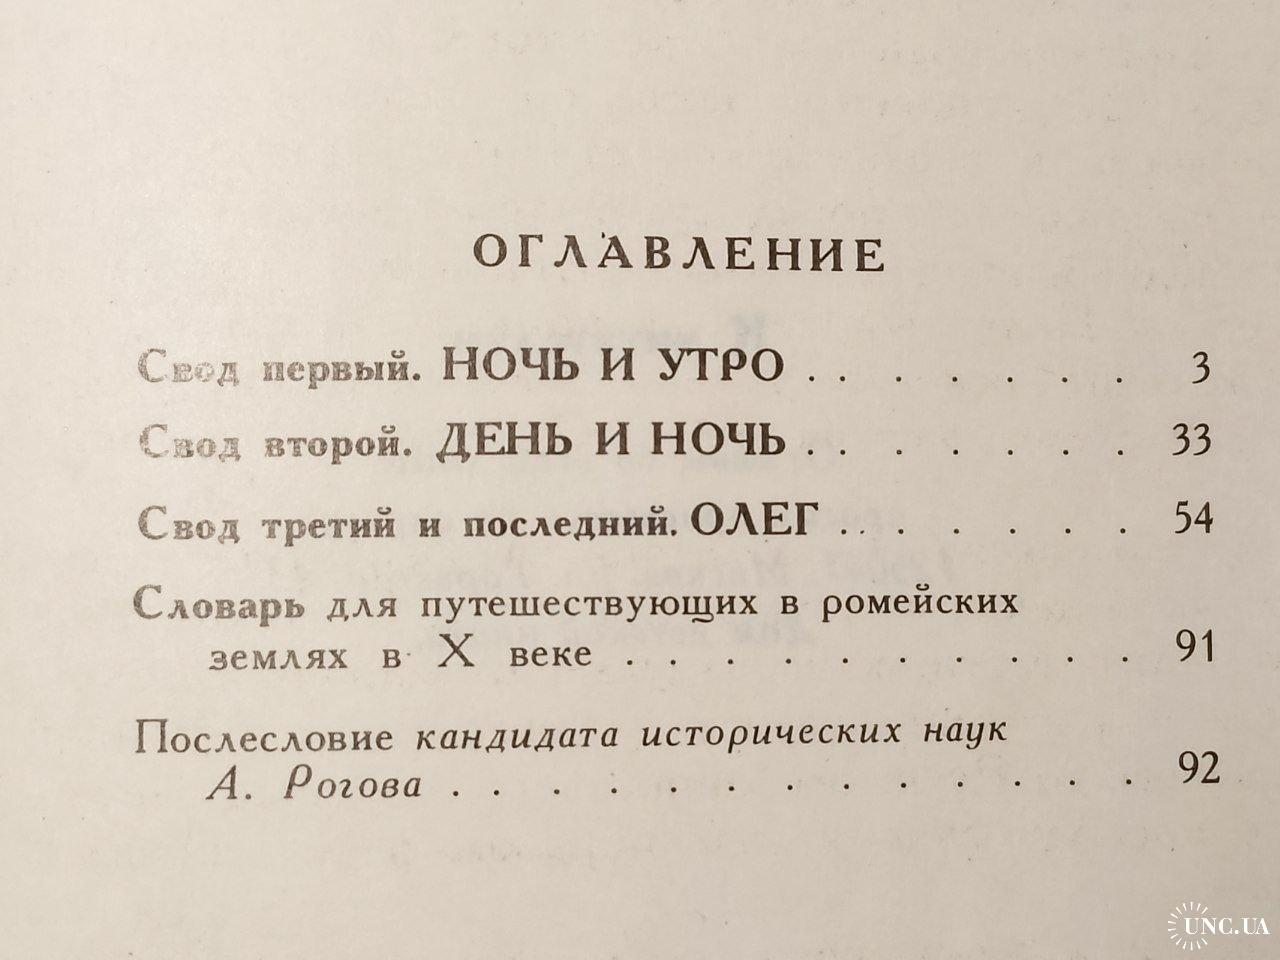 ОГЛАВЛЕНИЕ
Свод первый. НОЧЬ И УТРО . . . . . . . 3
Свод второй. ДЕНЬ И НОЧЬ . . . . . . . 33
Свод третий и последний. ОЛЕГ . . . . . . . 54
Словарь для путешествующих в ромейских
землях в X веке . . . . . . . . . . 91
Послесловие кандидата исторических наук
А. Рогова . . . . . . . . . . . . . 92
UNC.UA